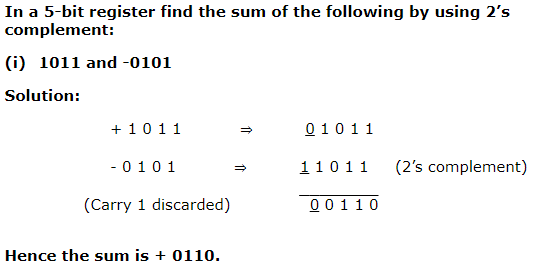 In a 5-bit register find the sum of the following by using 2’s
complement:
(i) 1011 and -0101
Solution:
+ 1 0 1 1 ⇒ 0 1 0 1 1
- 0 1 0 1 ⇒ 1 1 0 1 1 (2’s complement)
(Carry 1 discarded) 0 0 1 1 0
Hence the sum is + 0110.